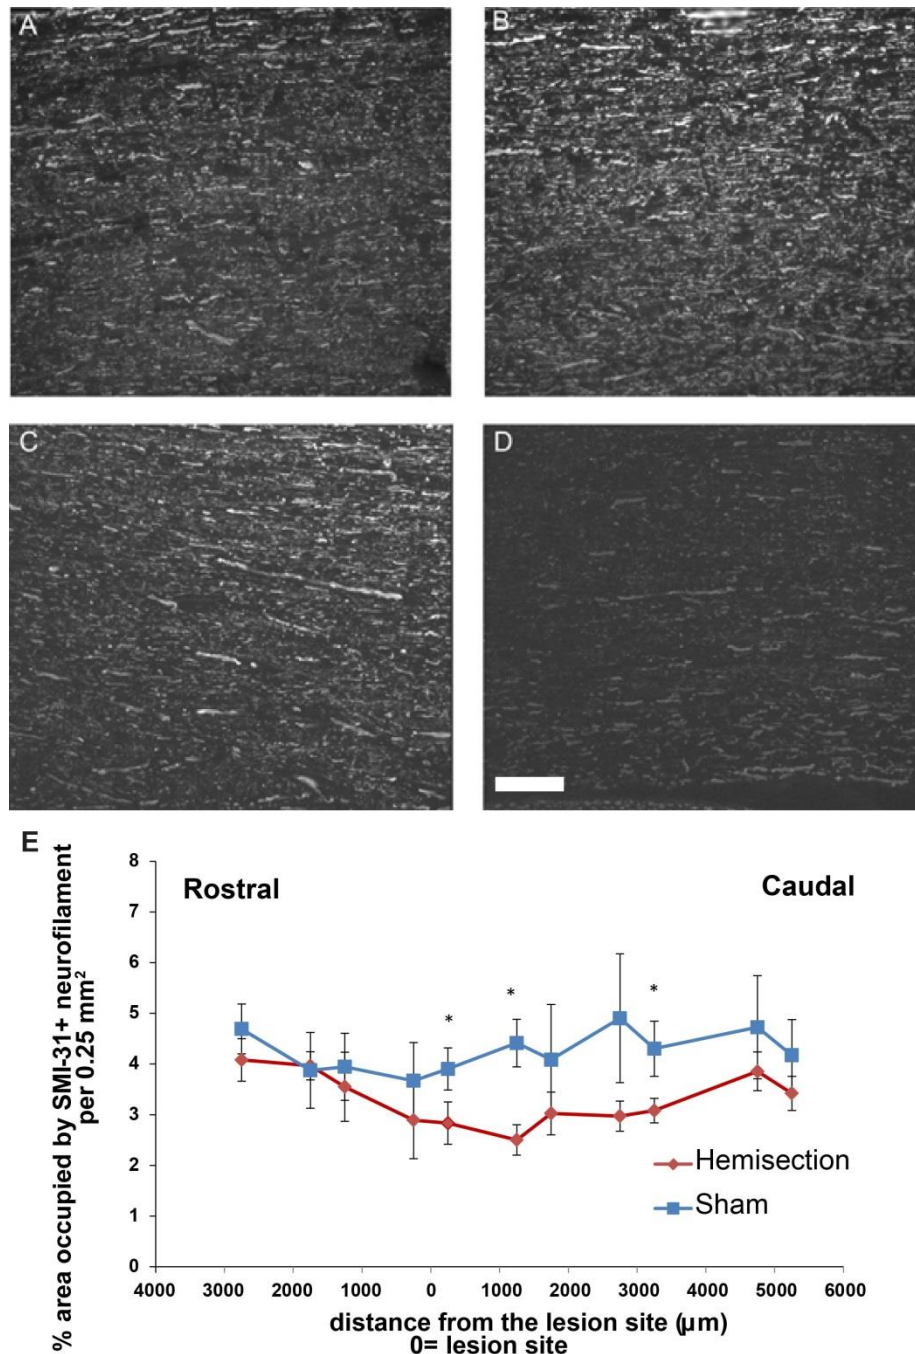 A
B
C
D
E
% area occupied by SMI-31+ neurofilament
per 0.25 mm²
8
7
6
5
4
3
2
1
0
Rostral
Caudal
*
*
*
Hemisection
Sham
4000 3000 2000 1000 0 1000 2000 3000 4000 5000 6000
distance from the lesion site (µm)
0= lesion site